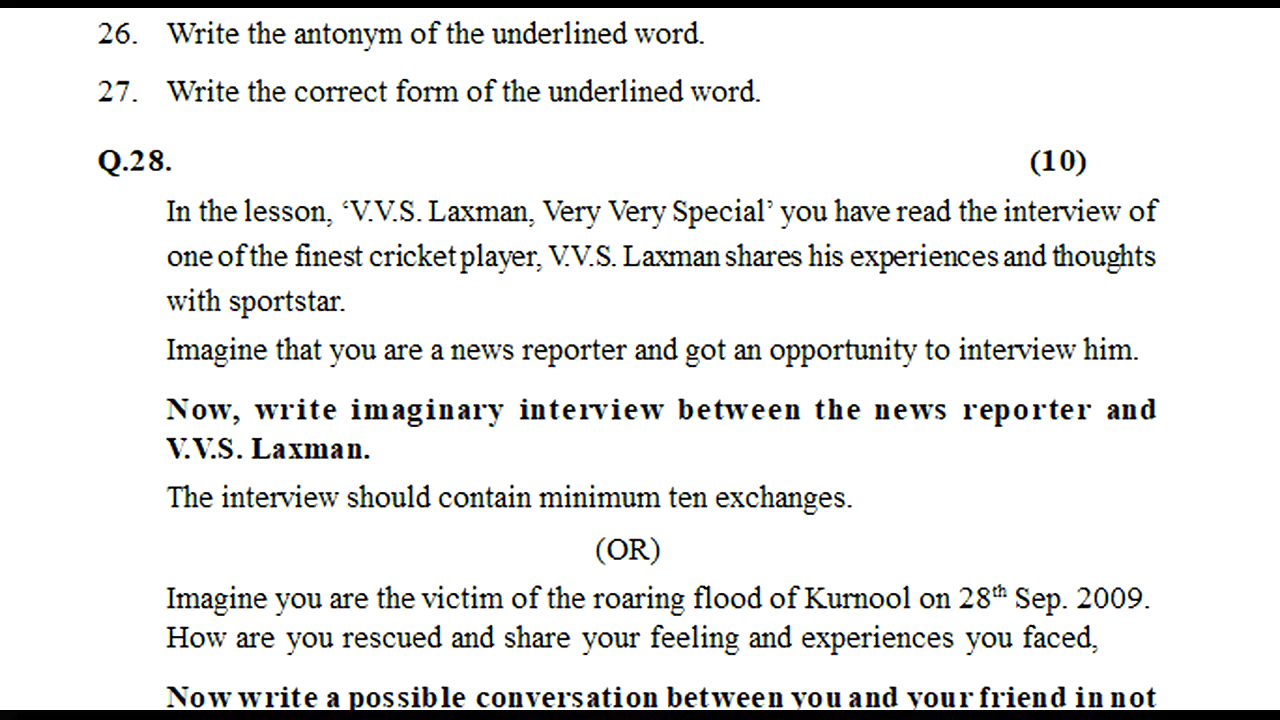 26. Write the antonym of the underlined word.
27. Write the correct form of the underlined word.
Q.28. (10)
In the lesson, ‘V.V.S. Laxman, Very Very Special’ you have read the interview of
one of the finest cricket player, V.V.S. Laxman shares his experiences and thoughts
with sportstar.
Imagine that you are a news reporter and got an opportunity to interview him.
Now, write imaginary interview between the news reporter and
V.V.S. Laxman.
The interview should contain minimum ten exchanges.
(OR)
Imagine you are the victim of the roaring flood of Kurnool on 28th Sep. 2009.
How are you rescued and share your feeling and experiences you faced,
Now write a possible conversation between you and your friend in not